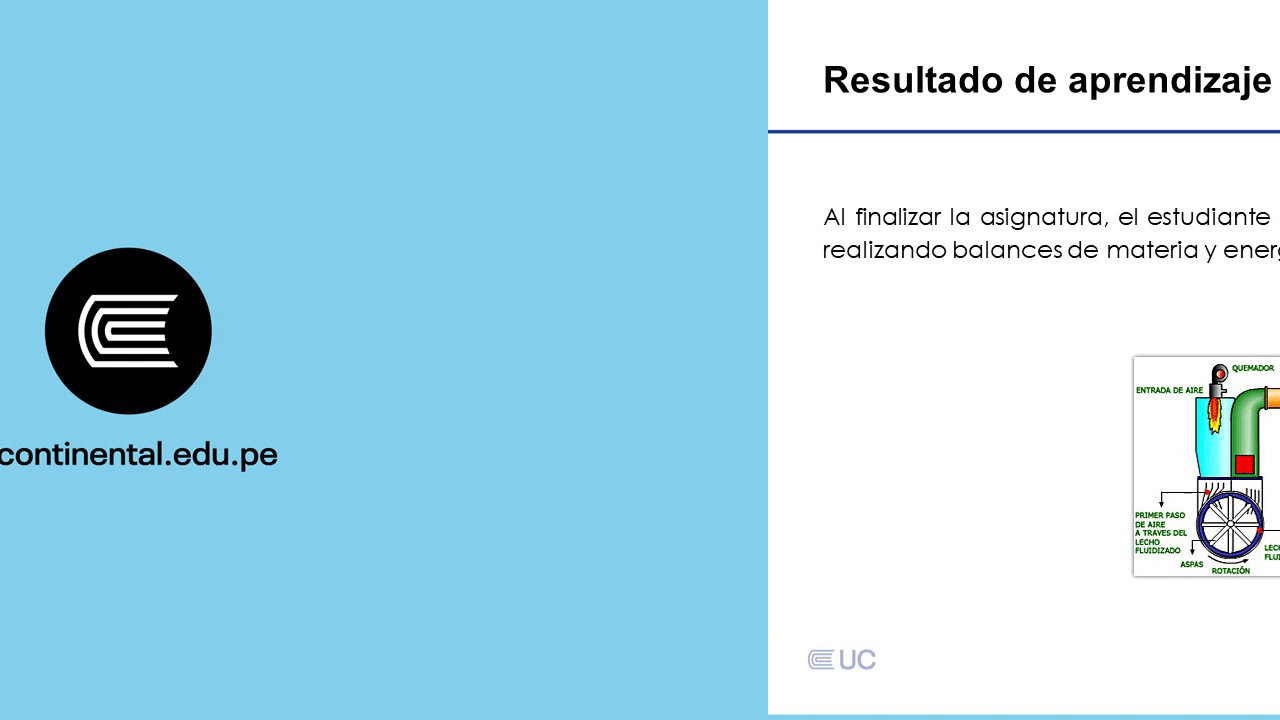 continental.edu.pe
Resultado de aprendizaje
Al finalizar la asignatura, el estudiante
realizando balances de materia y
QUEMADOR
ENTRADA DE AIRE
PRIMER PASO
DE AIRE
A TRAVES DEL
LECHO
FLUIDIZADO
ASPAS
ROTACIÓN
UC